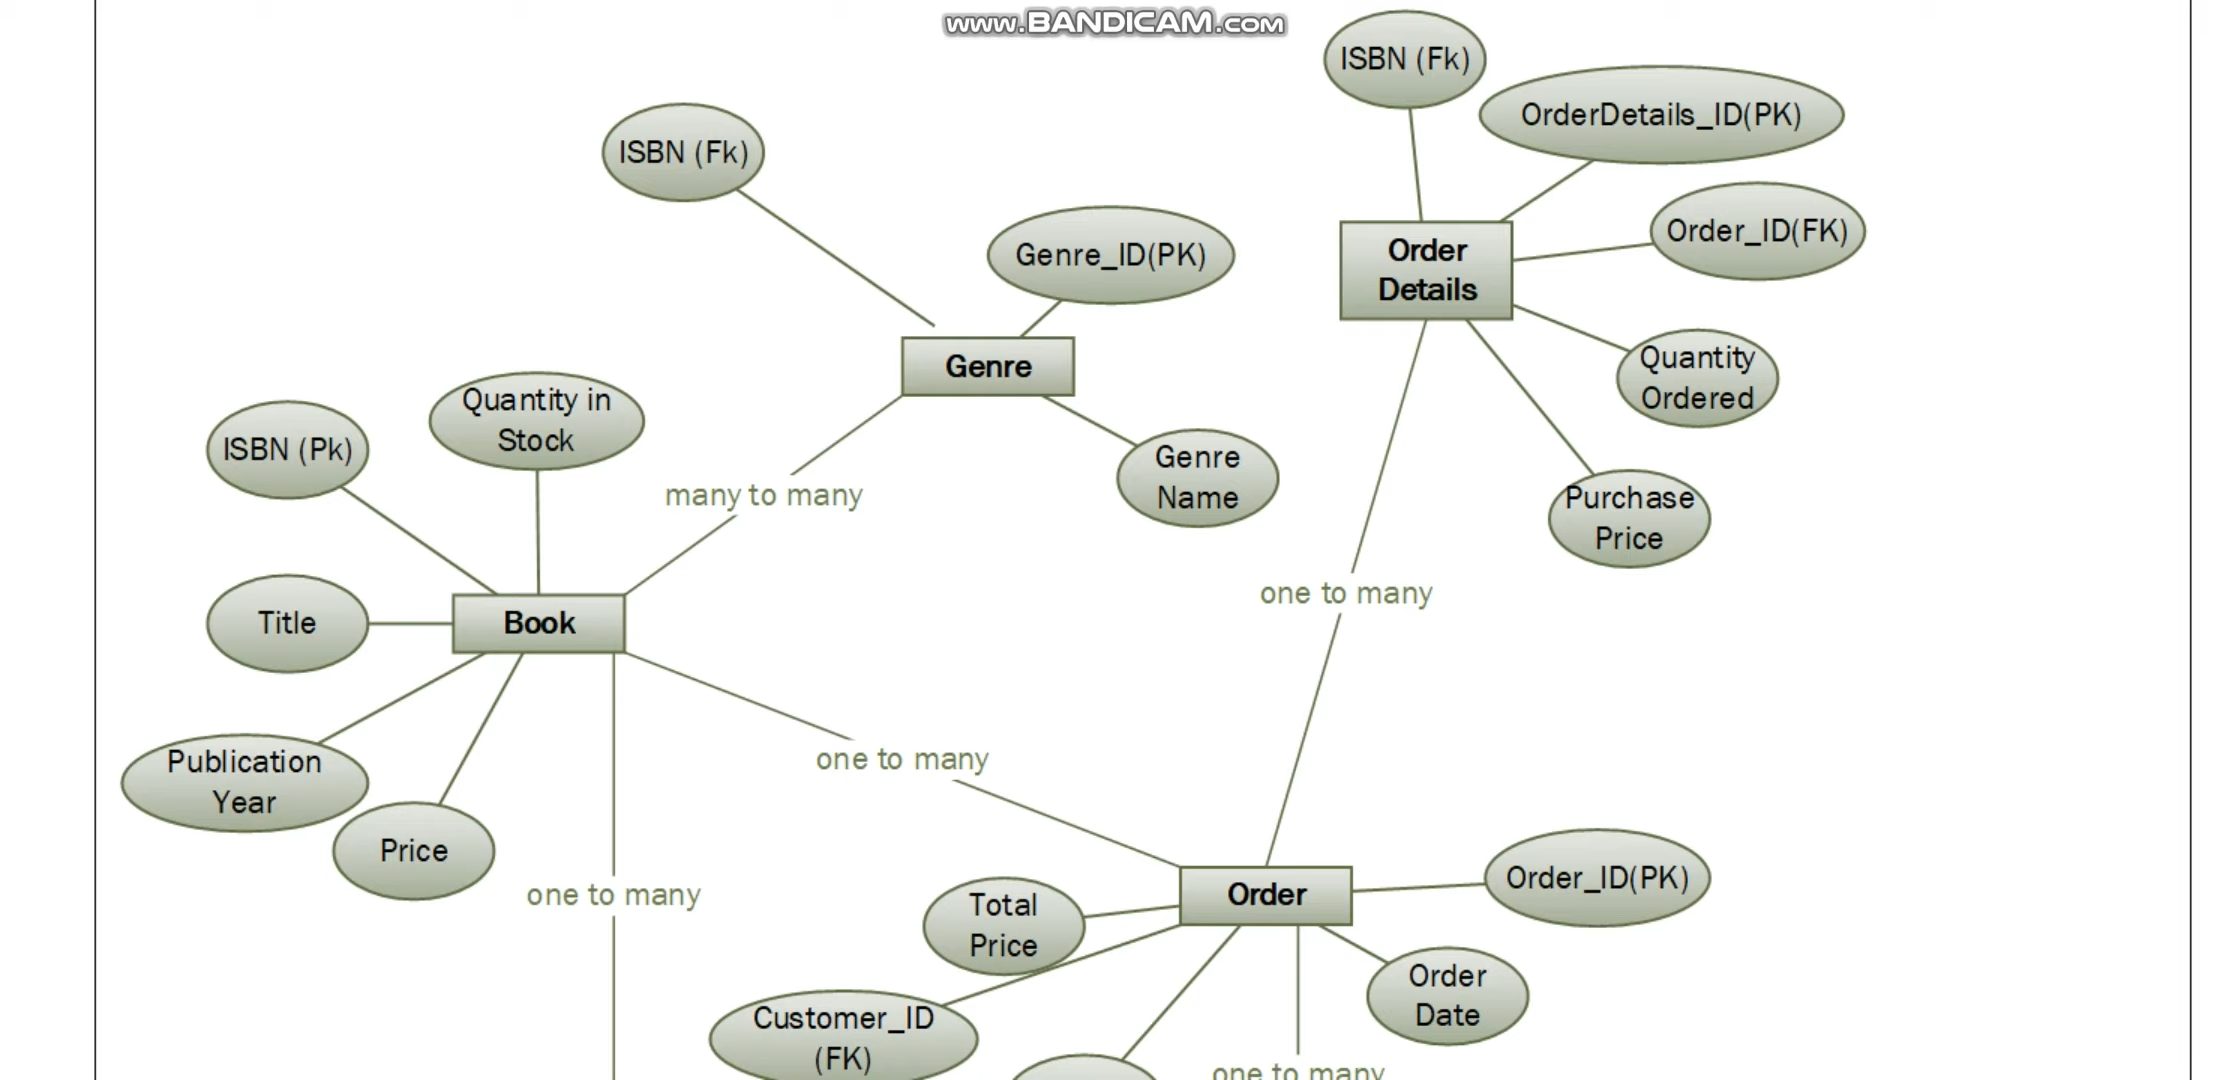 www.BANDICAM.com
ISBN (Fk)
OrderDetails_ID(PK)
ISBN (Fk)
Order_ID(FK)
Genre_ID(PK)
Order
Details
Genre
Quantity
Ordered
Quantity in
Stock
ISBN (Pk)
Genre
Name
many to many
Purchase
Price
one to many
Title
Book
one to many
Publication
Year
Price
one to many
Total
Price
Order
Order_ID(PK)
Order
Date
Customer_ID
(FK)
one to many